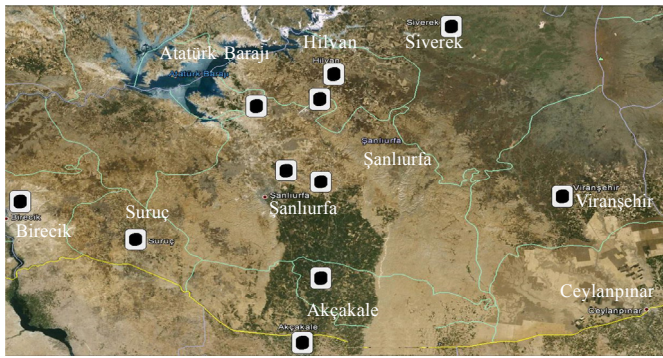 Siverek
Siverek
Hilvan
Atatürk Barajı
Hilvan
Atatürk Barajı
Şanlıurfa
Şanlıurfa
Viranşehir
Viranşehir
Şanlıurfa
Şanlıurfa
Birecik
Birecik
Suruç
Suruç
Ceylanpınar
Ceylanpınar
Akçakale
Akçakale